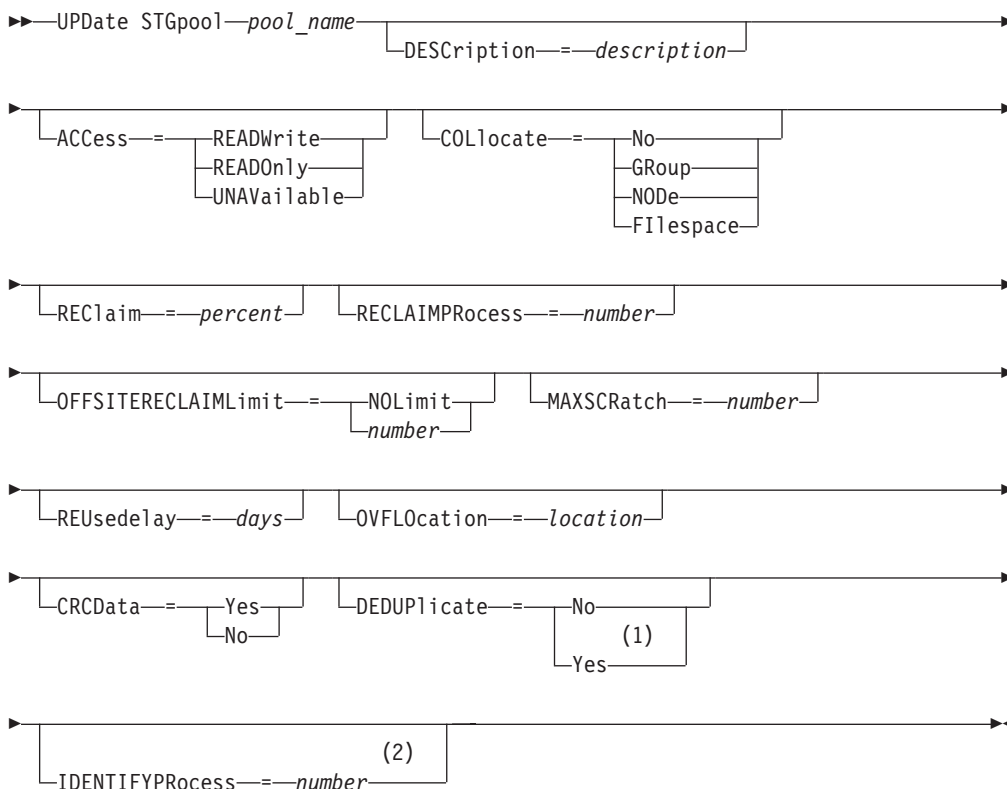 UPDate STGpool pool_name
DESCription = description
ACCess = READWrite
READOnly
UNAVailable
COLlocate = No
GRoup
NODe
FIlespace
REClaim = percent
RECLAIMPRocess = number
OFFSITERECLAIMLimit = NOLimit
number
MAXSCRatch = number
REUsedelay = days
OVFLOcation = location
CRCData = Yes
No
DEDUPlicate = No
(1)
Yes
(2)
IDENTIFYPRocess = number